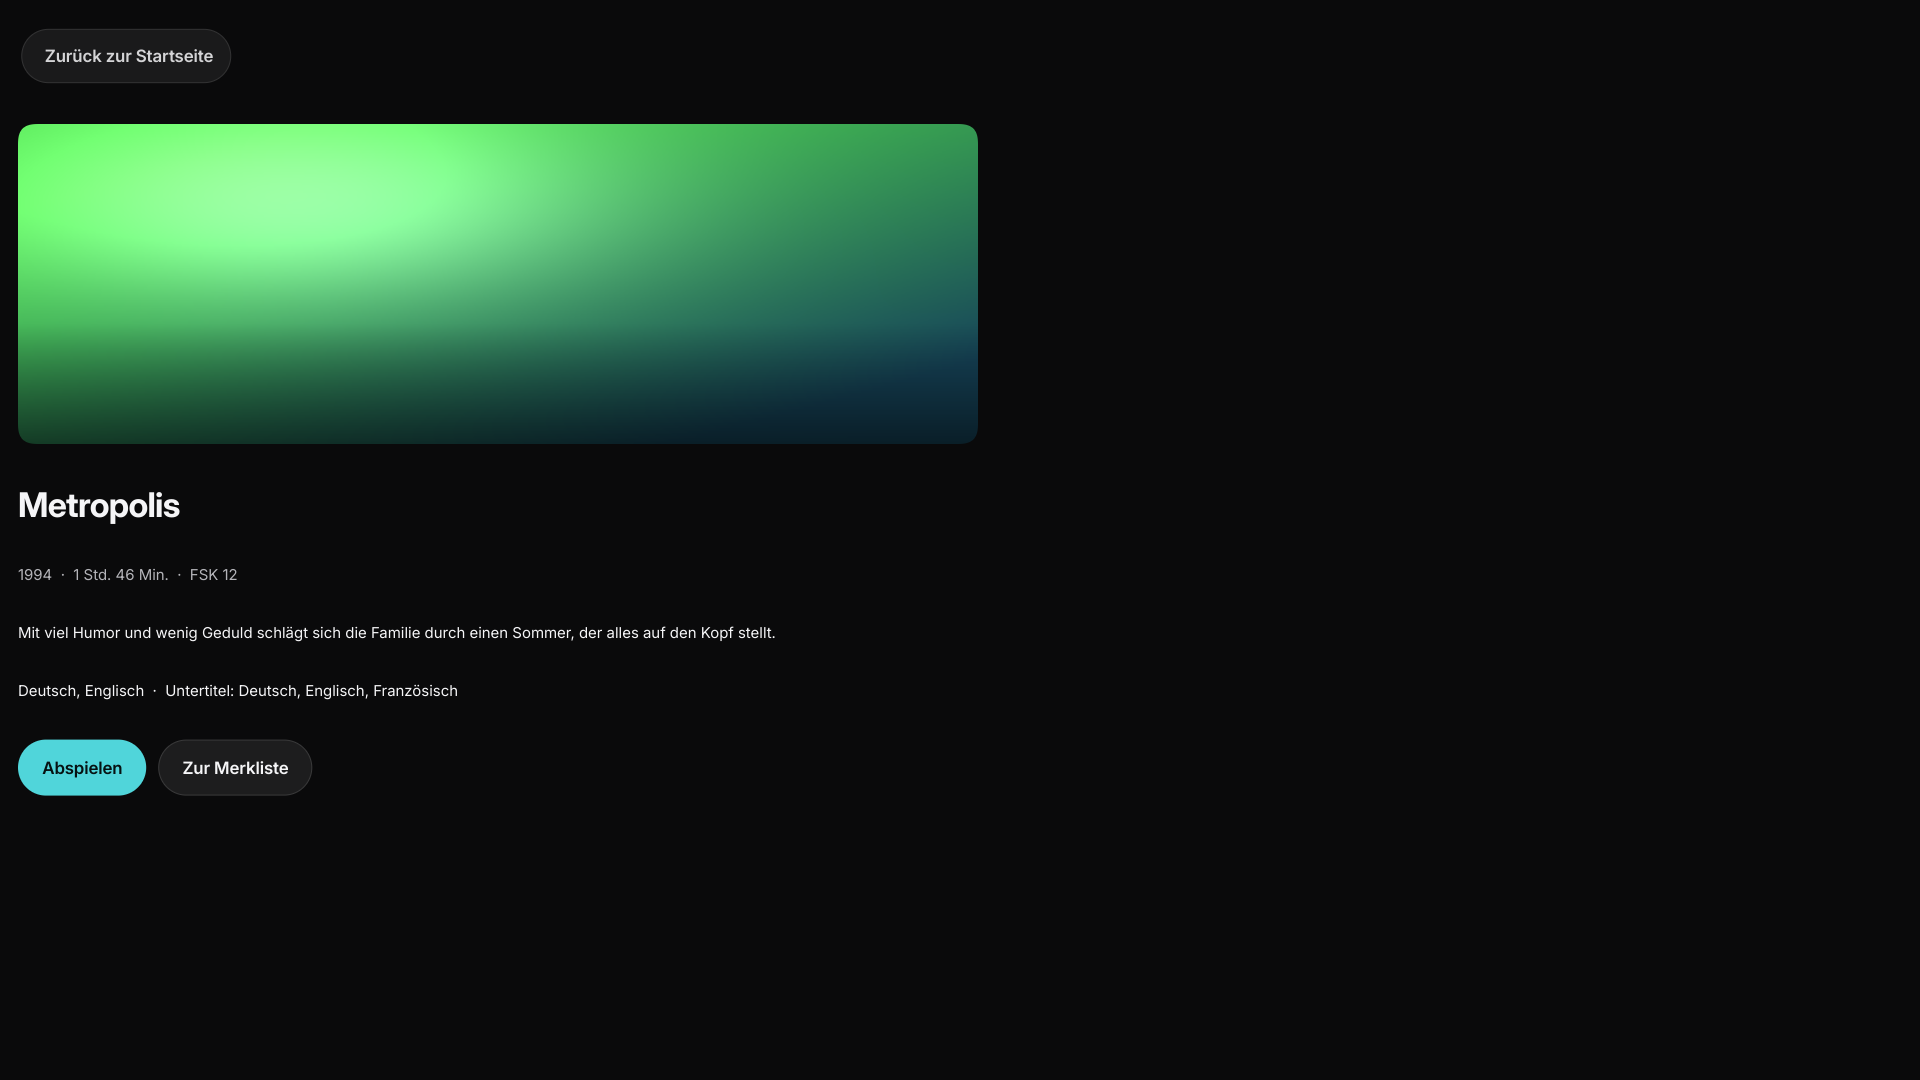 Zurück zur Startseite
Metropolis
1994 · 1 Std. 46 Min. · FSK 12
Mit viel Humor und wenig Geduld schlägt sich die Familie durch einen Sommer, der alles auf den Kopf stellt.
Deutsch, Englisch · Untertitel: Deutsch, Englisch, Französisch
Abspielen
Zur Merkliste